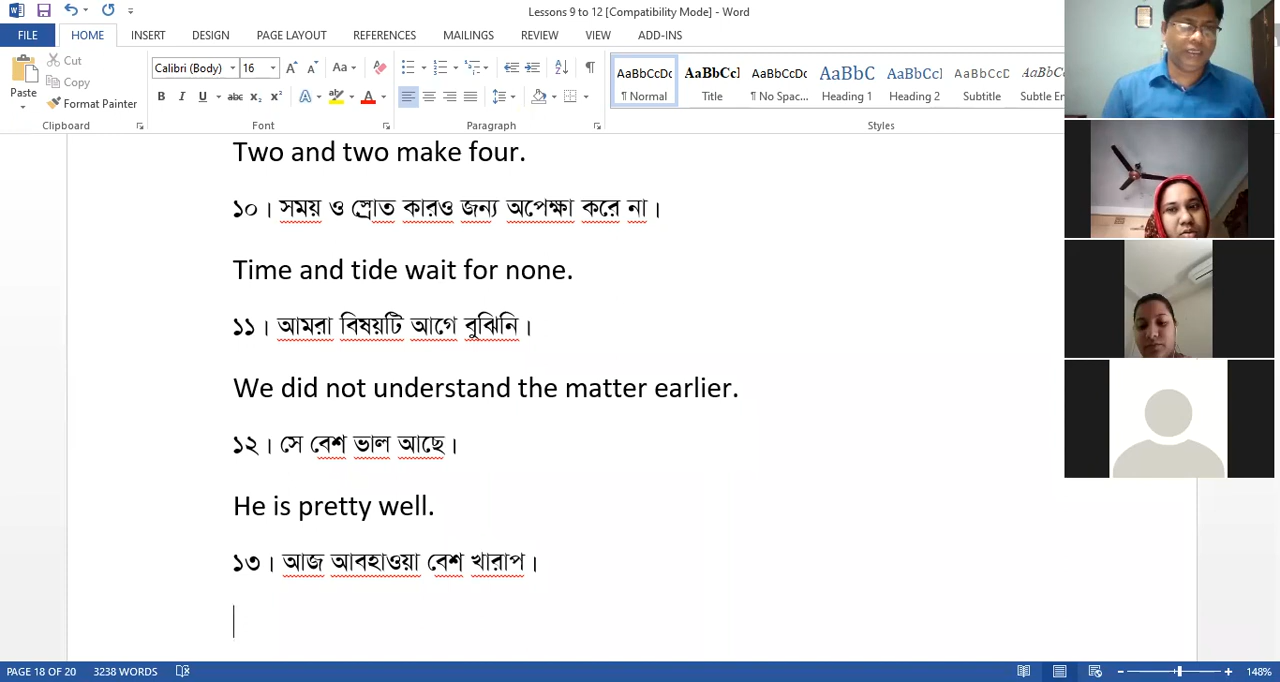 Lessons 9 to 12 [Compatibility Mode] - Word
FILE HOME INSERT DESIGN PAGE LAYOUT REFERENCES MAILINGS REVIEW VIEW ADD-INS
Paste
Cut
Copy
Format Painter
Clipboard
Calibri (Body) 16
Font
Paragraph
AaBbCcDc AaBbCcl AaBbCcDc AaBbC AaBbCcl AaBbCcD AaBbCcD
¶ Normal Title ¶ No Spac... Heading 1 Heading 2 Subtitle Subtle Em
Styles
Two and two make four.
১০। সময় ও স্রোত কারও জন্য অপেক্ষা করে না।
Time and tide wait for none.
১১। আমরা বিষয়টি আগে বুঝিনি।
We did not understand the matter earlier.
১২। সে বেশ ভাল আছে।
He is pretty well.
১৩। আজ আবহাওয়া বেশ খারাপ।
PAGE 18 OF 20 3238 WORDS 148%